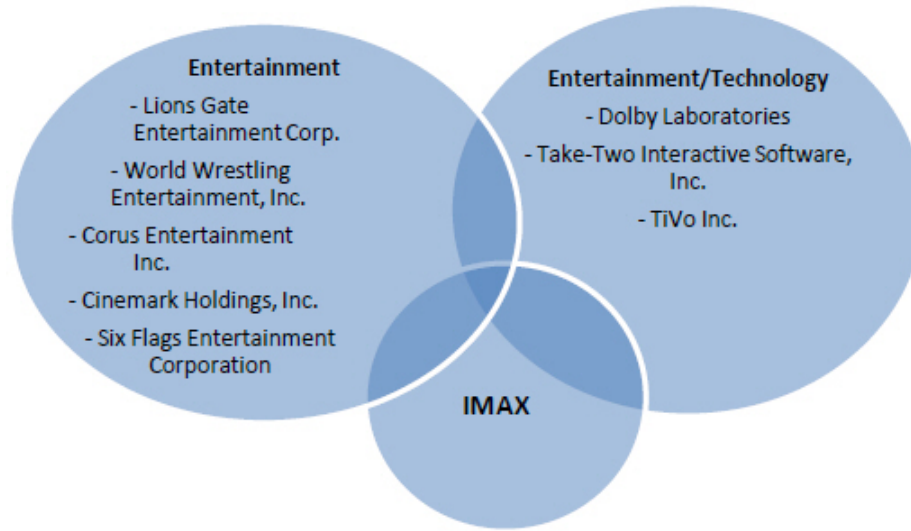 Entertainment
- Lions Gate
Entertainment Corp.
- World Wrestling
Entertainment, Inc.
- Corus Entertainment
Inc.
- Cinemark Holdings, Inc.
- Six Flags Entertainment
Corporation
Entertainment/Technology
- Dolby Laboratories
- Take-Two Interactive Software,
Inc.
- TiVo Inc.
IMAX